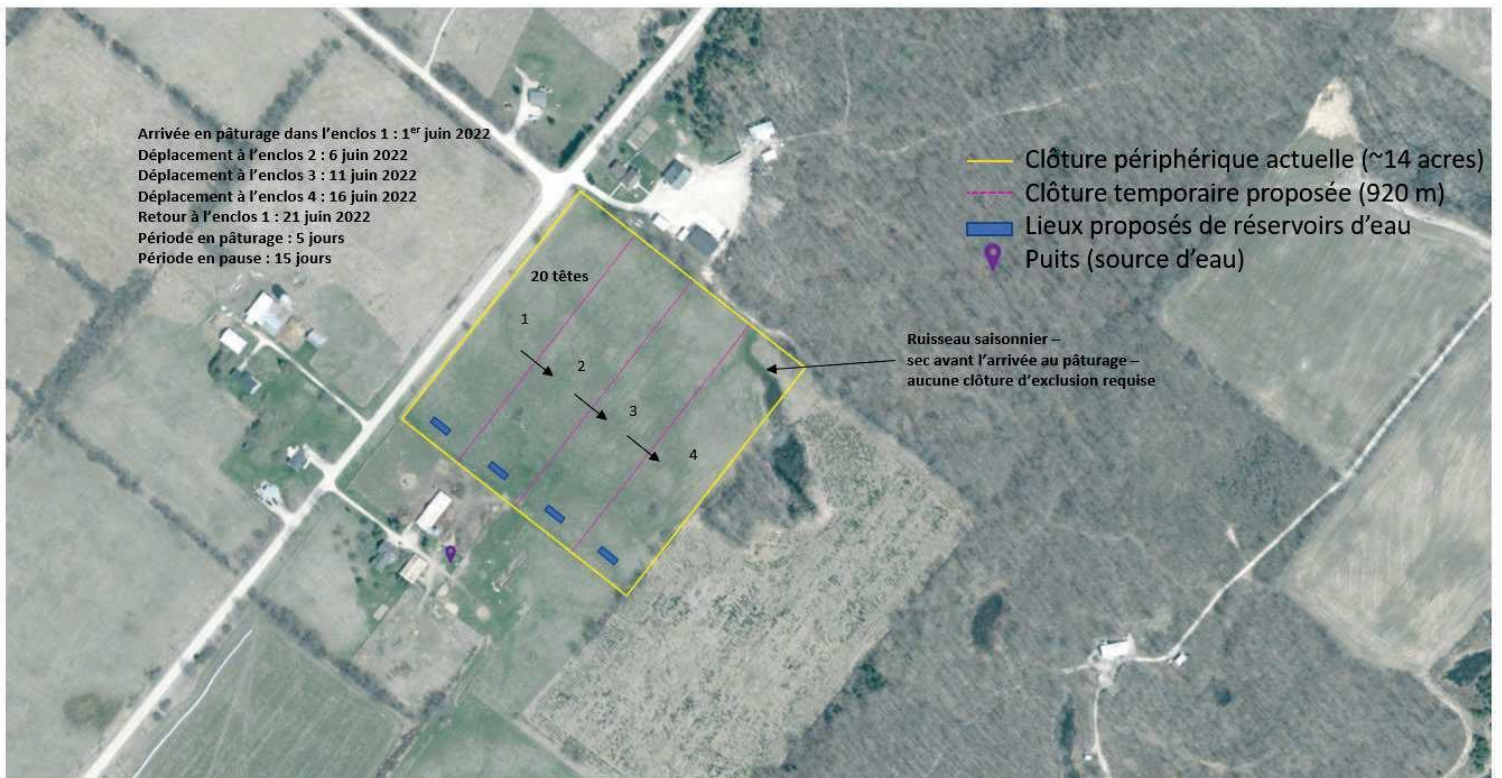 Arrivée en pâturage dans l'enclos 1 : 1er juin 2022
Déplacement à l'enclos 2 : 6 juin 2022
Déplacement à l'enclos 3 : 11 juin 2022
Déplacement à l'enclos 4 : 16 juin 2022
Retour à l'enclos 1 : 21 juin 2022
Période en pâturage : 5 jours
Période en pause : 15 jours
Clôture périphérique actuelle (~14 acres)
Clôture temporaire proposée (920 m)
Lieux proposés de réservoirs d'eau
Puits (source d'eau)
20 têtes
1
2
3
4
Ruisseau saisonnier –
sec avant l'arrivée au pâturage –
aucune clôture d'exclusion requise